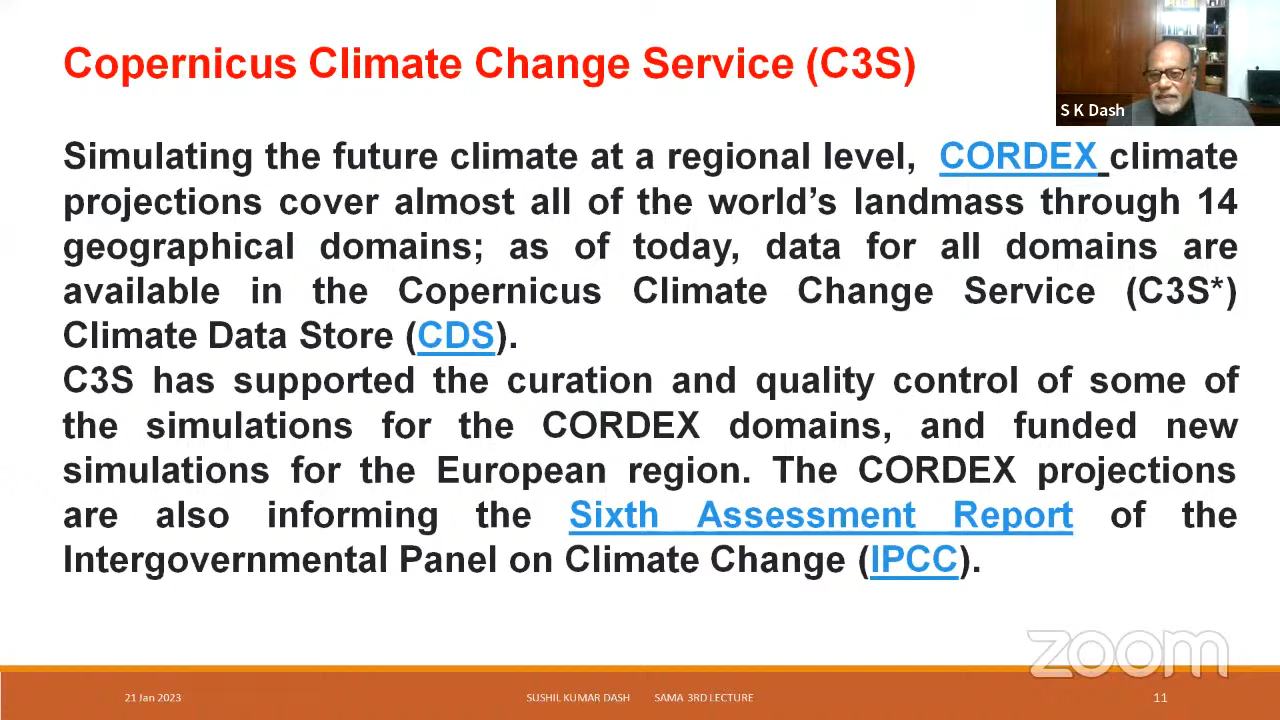 Copernicus Climate Change Service (C3S)
S K Dash
Simulating the future climate at a regional level, CORDEX climate
projections cover almost all of the world’s landmass through 14
geographical domains; as of today, data for all domains are
available in the Copernicus Climate Change Service (C3S*)
Climate Data Store (CDS).
C3S has supported the curation and quality control of some of
the simulations for the CORDEX domains, and funded new
simulations for the European region. The CORDEX projections
are also informing the Sixth Assessment Report of the
Intergovernmental Panel on Climate Change (IPCC).
zoom
21 Jan 2023 SUSHIL KUMAR DASH SAMA 3RD LECTURE 11